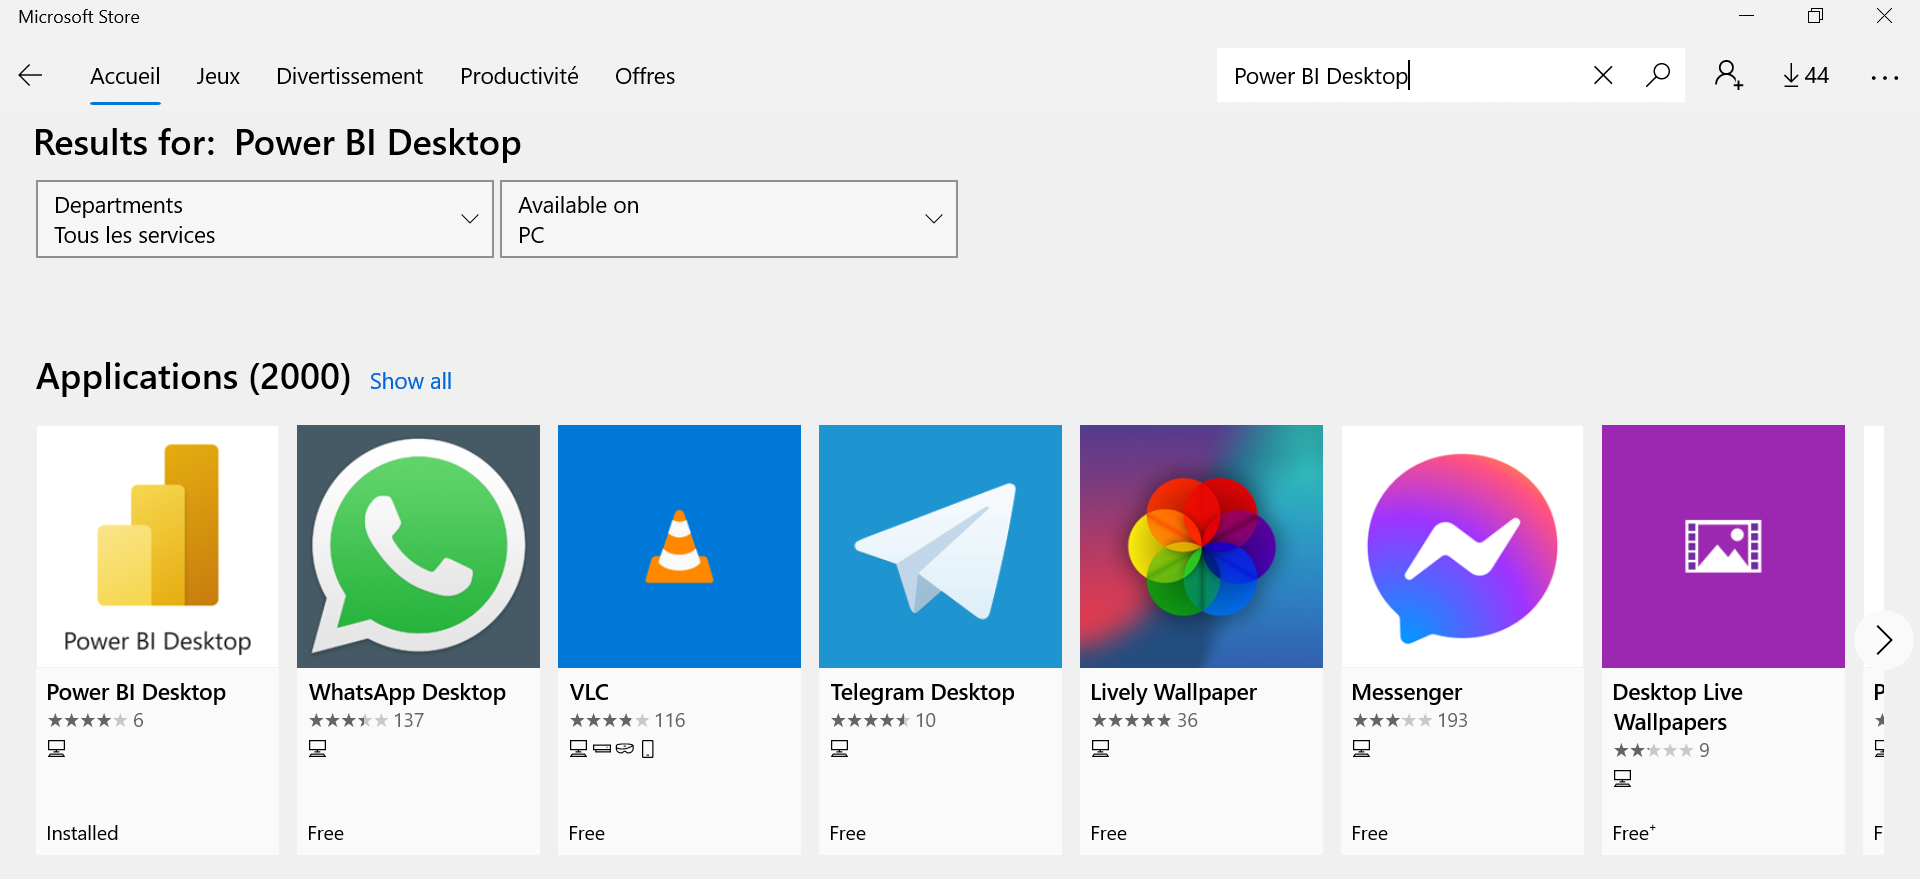 Microsoft Store
Accueil Jeux Divertissement Productivité Offres Power BI Desktop 44
Results for: Power BI Desktop
Departments
Tous les services
Available on
PC
Applications (2000) Show all
Power BI Desktop
Power BI Desktop
6
Installed
WhatsApp Desktop
137
Free
VLC
116
Free
Telegram Desktop
10
Free
Lively Wallpaper
36
Free
Messenger
193
Free
Desktop Live
Wallpapers
9
Free+
P
F